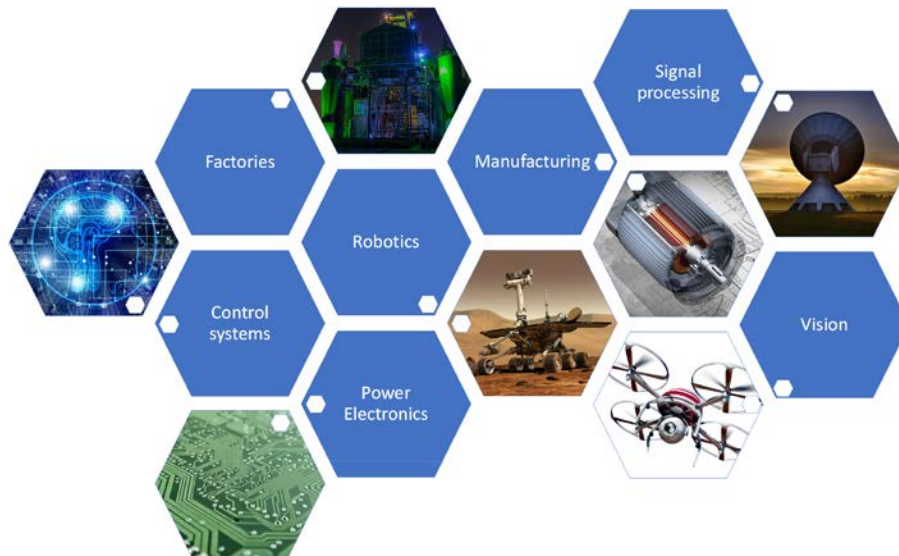 Signal
processing
Factories
Manufacturing
Robotics
Control
systems
Vision
Power
Electronics